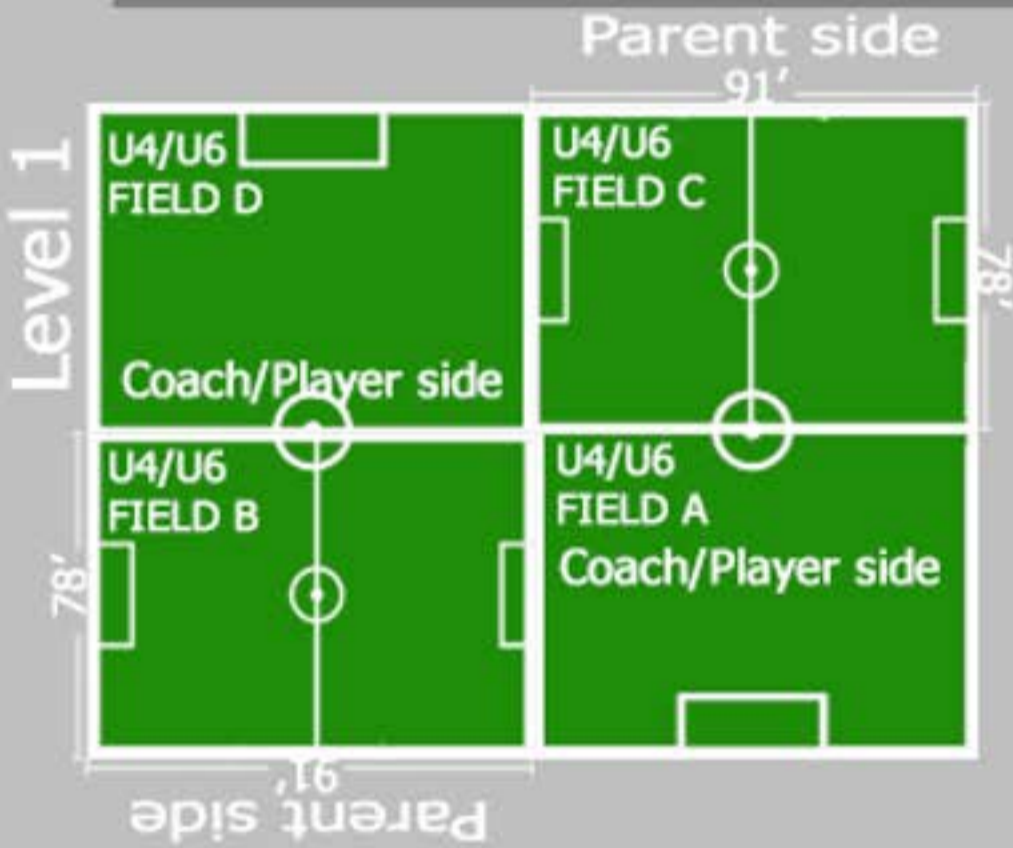 Parent side
91'
Level 1
U4/U6
FIELD D
U4/U6
FIELD C
78'
Coach/Player side
U4/U6
FIELD B
U4/U6
FIELD A
Coach/Player side
78'
91'
Parent side